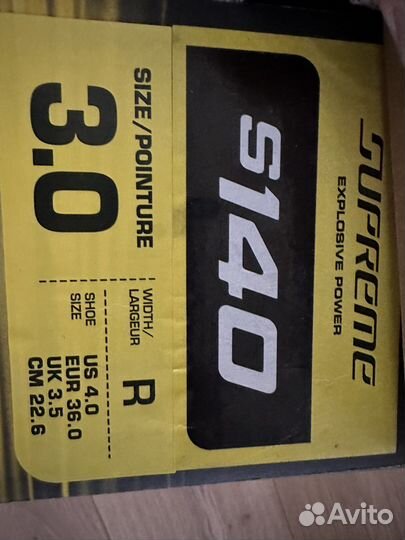 SUPREME
EXPLOSIVE POWER
S140
SIZE/POINTURE
3.0
WIDTH/
LARGEUR
R
SHOE
SIZE
US 4.0
EUR 36.0
UK 3.5
CM 22.6
Avito